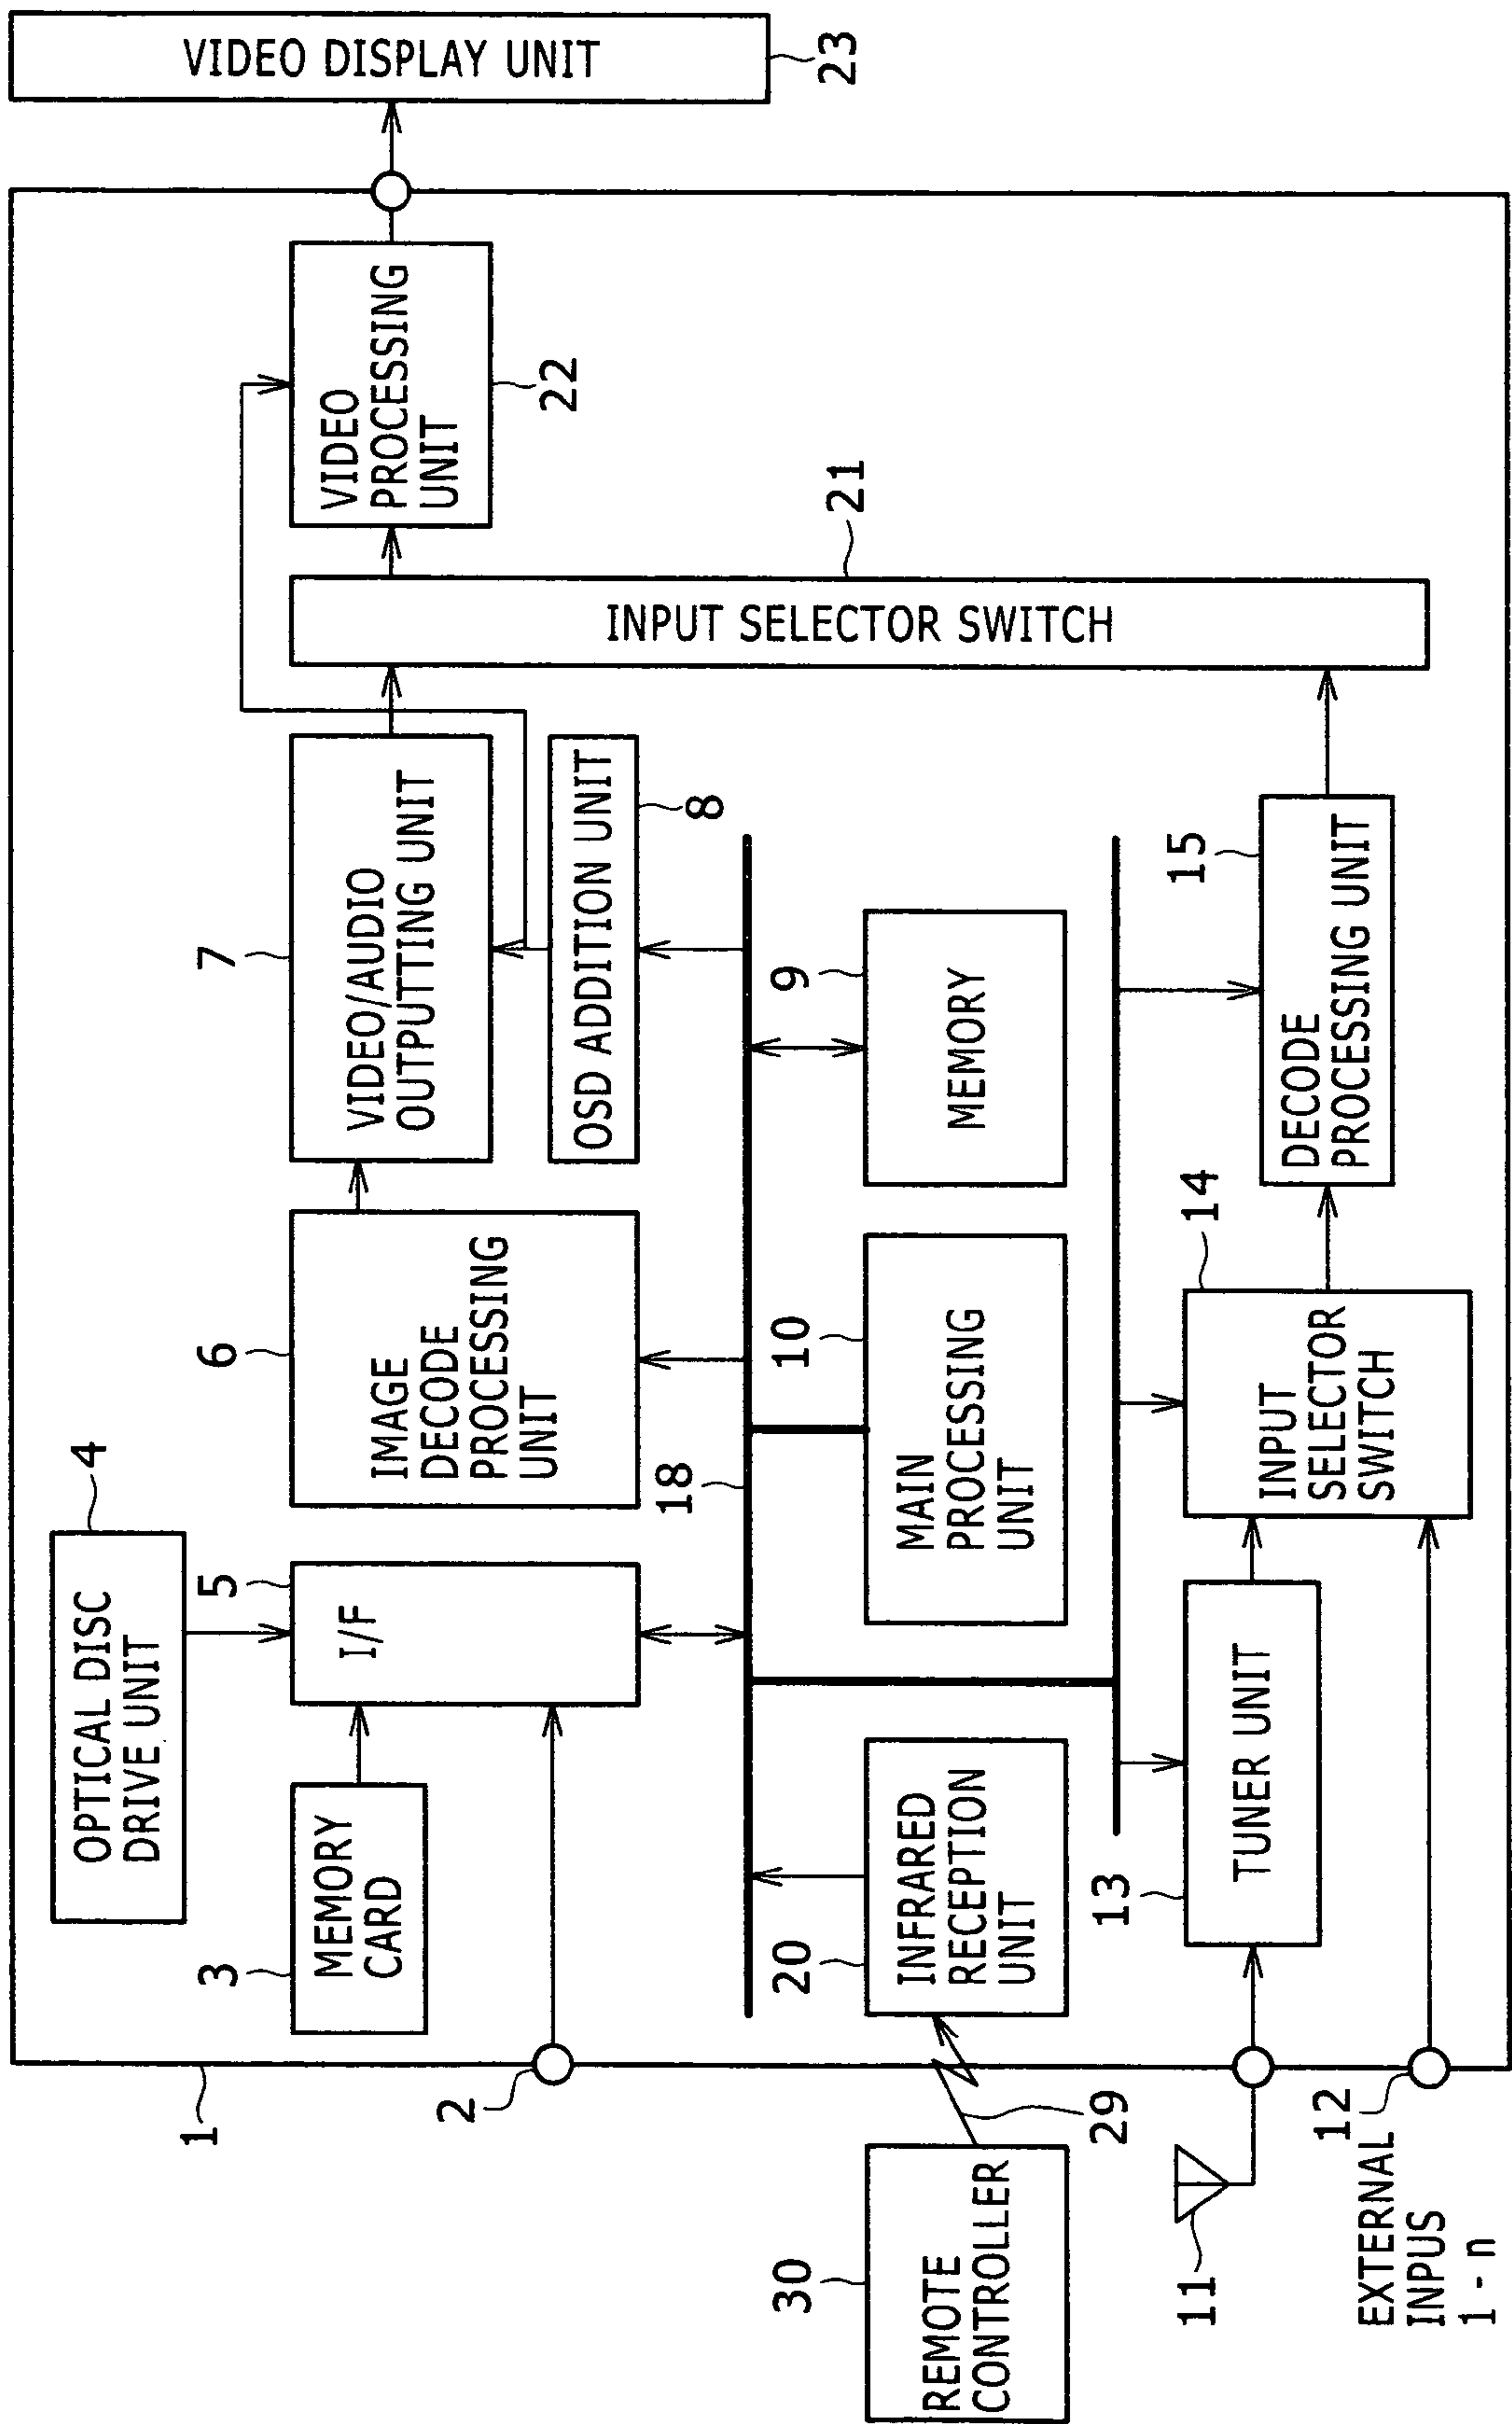 1
OPTICAL DISC
DRIVE UNIT
4
3
MEMORY
CARD
5
I/F
6
IMAGE
DECODE
PROCESSING
UNIT
7
VIDEO/AUDIO
OUTPUTTING UNIT
VIDEO
PROCESSING
UNIT
22
VIDEO DISPLAY UNIT
23
2
18
OSD ADDITION UNIT
8
INPUT SELECTOR SWITCH
21
30
REMOTE
CONTROLLER
29
20
INFRARED
RECEPTION
UNIT
10
MAIN
PROCESSING
UNIT
9
MEMORY
11
13
TUNER UNIT
14
INPUT
SELECTOR
SWITCH
15
DECODE
PROCESSING UNIT
12
EXTERNAL
INPUS
1 - n